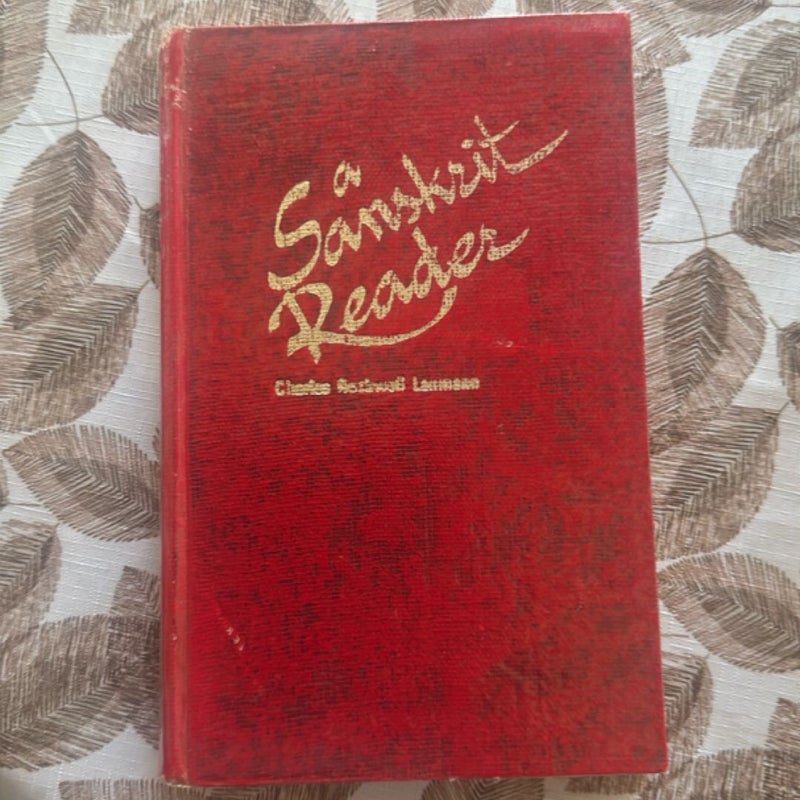 a
Sanskrit
Reader
Charles Rockwell Lanman